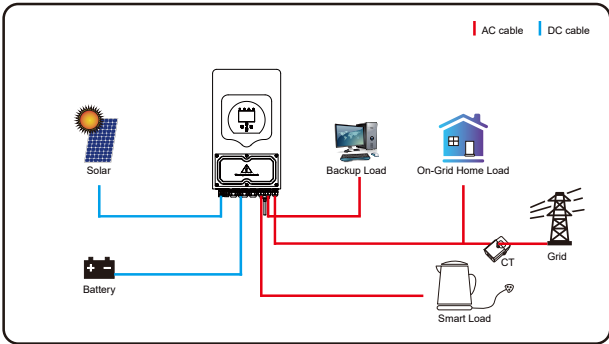 AC cable
DC cable
Solar
Backup Load
On-Grid Home Load
Battery
CT
Grid
Smart Load